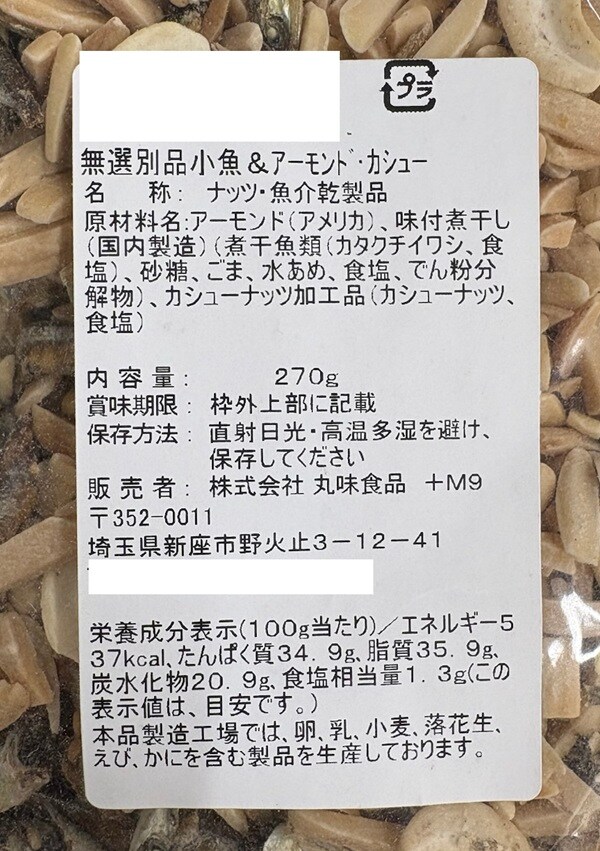 プラ
無選別品小魚&アーモンド・カシュー
名　　称: ナッツ・魚介乾製品
原材料名:アーモンド(アメリカ)、味付煮干し
(国内製造)(煮干魚類(カタクチイワシ、食
塩)、砂糖、ごま、水あめ、食塩、でん粉分
解物)、カシューナッツ加工品(カシューナッツ、
食塩)
内 容 量:　　270g
賞味期限: 枠外上部に記載
保存方法: 直射日光・高温多湿を避け、
保存してください
販 売 者: 株式会社 丸味食品 +M9
〒352-0011
埼玉県新座市野火止3-12-41
栄養成分表示(100g当たり)/エネルギー5
37kcal、たんぱく質34.9g、脂質35.9g、
炭水化物20.9g、食塩相当量1.3g(この
表示値は、目安です。)
本品製造工場では、卵、乳、小麦、落花生、
えび、かにを含む製品を生産しております。